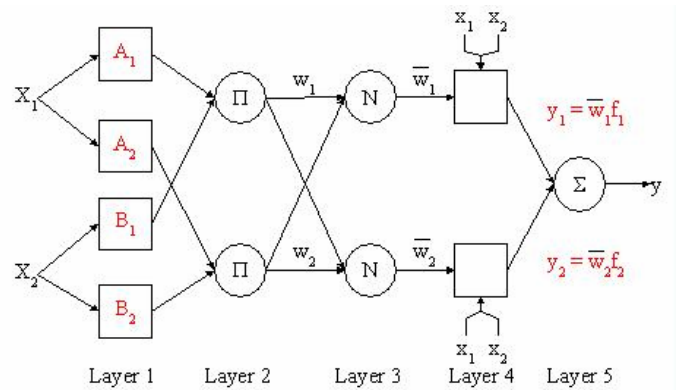 x₁ x₂
A₁
X₁
Π w₁ N w̅₁
y₁ = w̅₁f₁
A₂
Σ y
B₁
X₂
Π w₂ N w̅₂
y₂ = w̅₂f₂
B₂
x₁ x₂
Layer 1 Layer 2 Layer 3 Layer 4 Layer 5